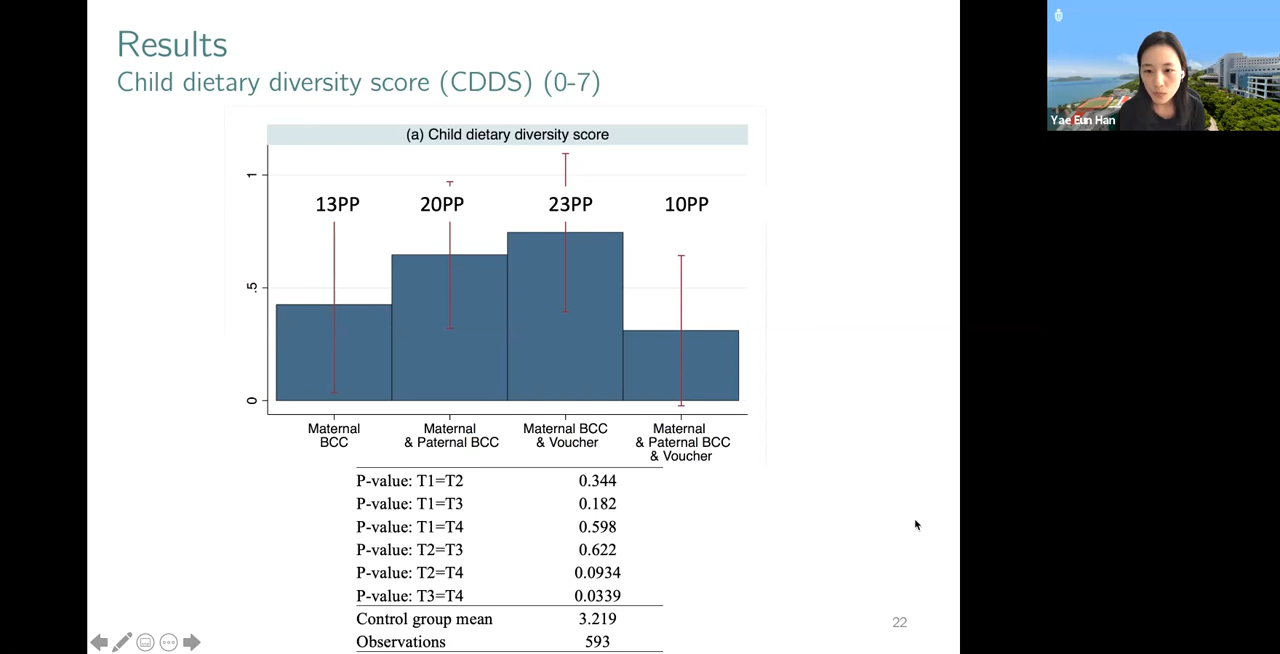 Results
Child dietary diversity score (CDDS) (0-7)
Yae Eun Han
(a) Child dietary diversity score
1
13PP 20PP 23PP 10PP
.5
0
Maternal BCC
Maternal & Paternal BCC
Maternal BCC & Voucher
Maternal & Paternal BCC & Voucher
P-value: T1=T2 0.344
P-value: T1=T3 0.182
P-value: T1=T4 0.598
P-value: T2=T3 0.622
P-value: T2=T4 0.0934
P-value: T3=T4 0.0339
Control group mean 3.219
Observations 593
22